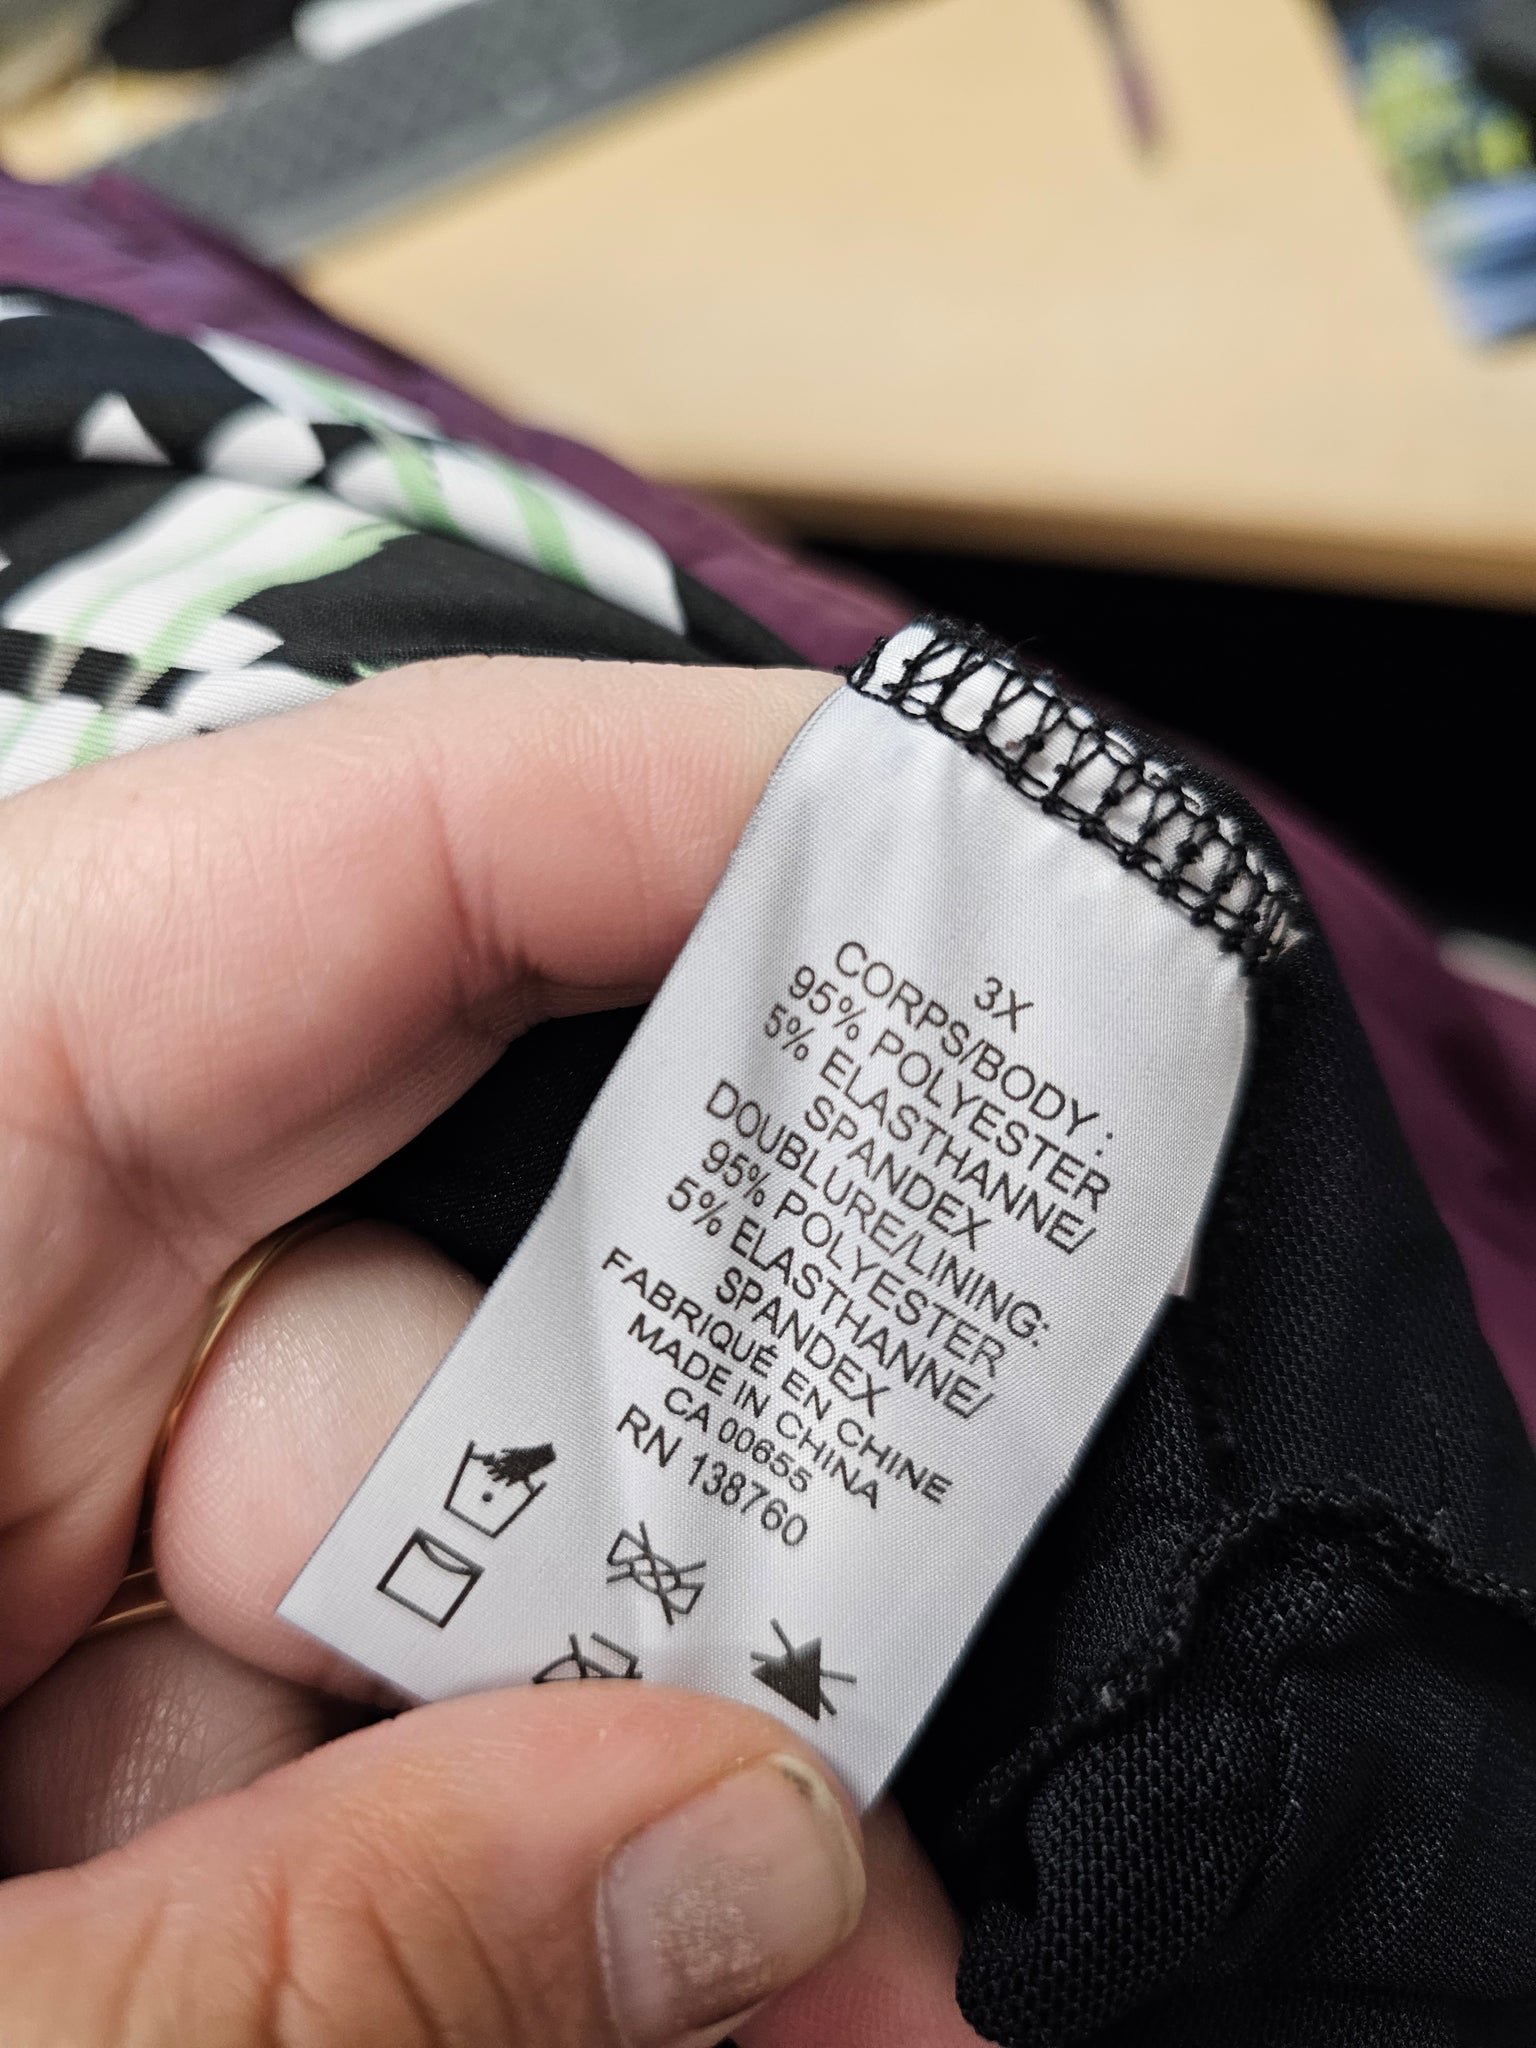 3X
CORPS/BODY :
95% POLYESTER
5% ELASTHANNE/
SPANDEX
DOUBLURE/LINING:
95% POLYESTER
5% ELASTHANNE/
SPANDEX
FABRIQUÉ EN CHINE
MADE IN CHINA
CA 00655
RN 138760